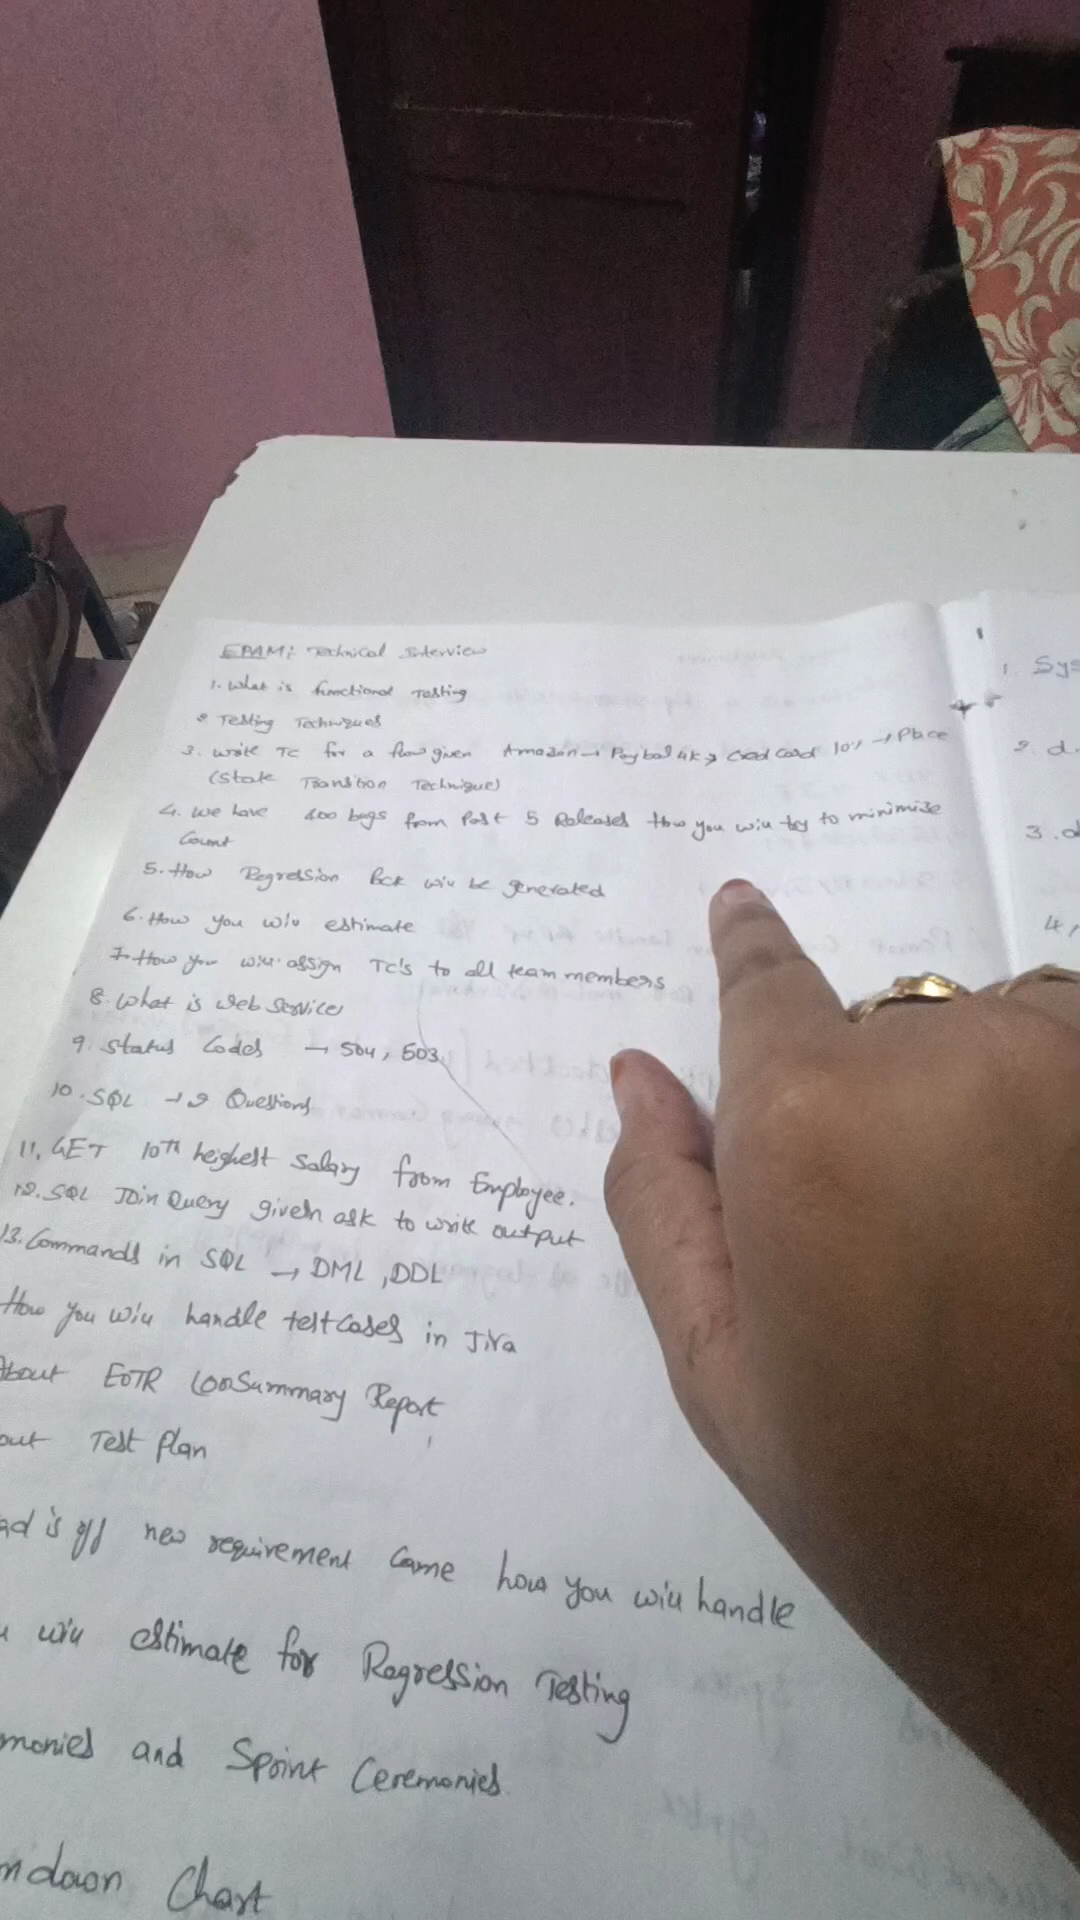 EPAM: Technical Interview
1. What is functional Testing
2 Testing Techniques
3. Write TC for a flow given Amazon → Paybal 4k → Cred Card 10% → Place
(State Transition Technique)
4. We have 400 bugs from Past 5 Releases How you will try to minimise
Count
5. How Regression Pck will be generated
6. How you will estimate
7. How you will assign TC's to all team members
8. What is Web Service
9. Status Codes → 504, 503
10. SQL → 2 Questions
11. GET 10Th heighest Salary from Employee.
12. SQL Join Query given ask to write output
13. Commands in SQL → DML, DDL
How you will handle testcases in Jira
About EOTR Summary Report
out Test Plan
ad is off new requirement came how you will handle
u will estimate for Regression Testing
monies and Sprint Ceremonies
ndown Chart
1. Sys
2. d.
3. d
4,